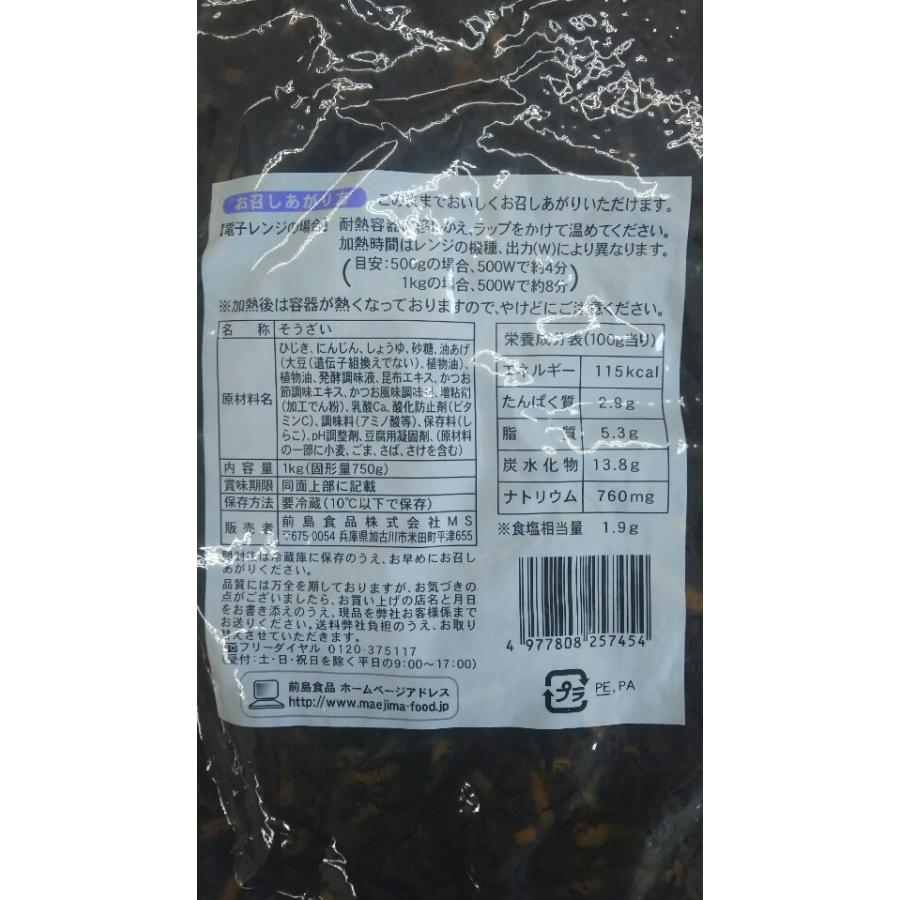 お召しあがり方 このままでおいしくお召しあがりいただけます。
【電子レンジの場合】 耐熱容器に移しかえ、ラップをかけて温めてください。
加熱時間はレンジの機種、出力(W)により異なります。
(目安:500gの場合、500Wで約4分
1kgの場合、500Wで約8分)
※加熱後は容器が熱くなっておりますので、やけどにご注意ください。
名称 そうざい
原材料名 ひじき、にんじん、しょうゆ、砂糖、油あげ
(大豆(遺伝子組換えでない)、植物油)、
植物油、発酵調味液、昆布エキス、かつお
節調味エキス、かつお風味調味液、増粘剤
(加工でん粉)、乳酸Ca、酸化防止剤(ビタ
ミンC)、調味料(アミノ酸等)、保存料(し
らこ)、pH調整剤、豆腐用凝固剤、(原材料
の一部に小麦、ごま、さば、さけを含む)
内容量 1kg(固形量750g)
賞味期限 同面上部に記載
保存方法 要冷蔵(10℃以下で保存)
販売者 前島食品株式会社MS
〒675-0054 兵庫県加古川市米田町平津655
栄養成分表(100g当り)
エネルギー 115kcal
たんぱく質 2.9g
脂質 5.3g
炭水化物 13.8g
ナトリウム 760mg
※食塩相当量 1.9g
開封後は冷蔵庫に保存のうえ、お早めにお召し
あがりください。
品質には万全を期しておりますが、お気づきの
点がございましたら、お買い上げの店名と月日
をお書き添えのうえ、現品を弊社お客様係まで
お送りください。送料弊社負担のうえ、お取り
替えさせていただきます。
フリーダイヤル 0120-375117
(受付:土・日・祝日を除く平日の9:00〜17:00)
前島食品 ホームページアドレス
http://www.maejima-food.jp
4 977808 257454
プラ PE, PA